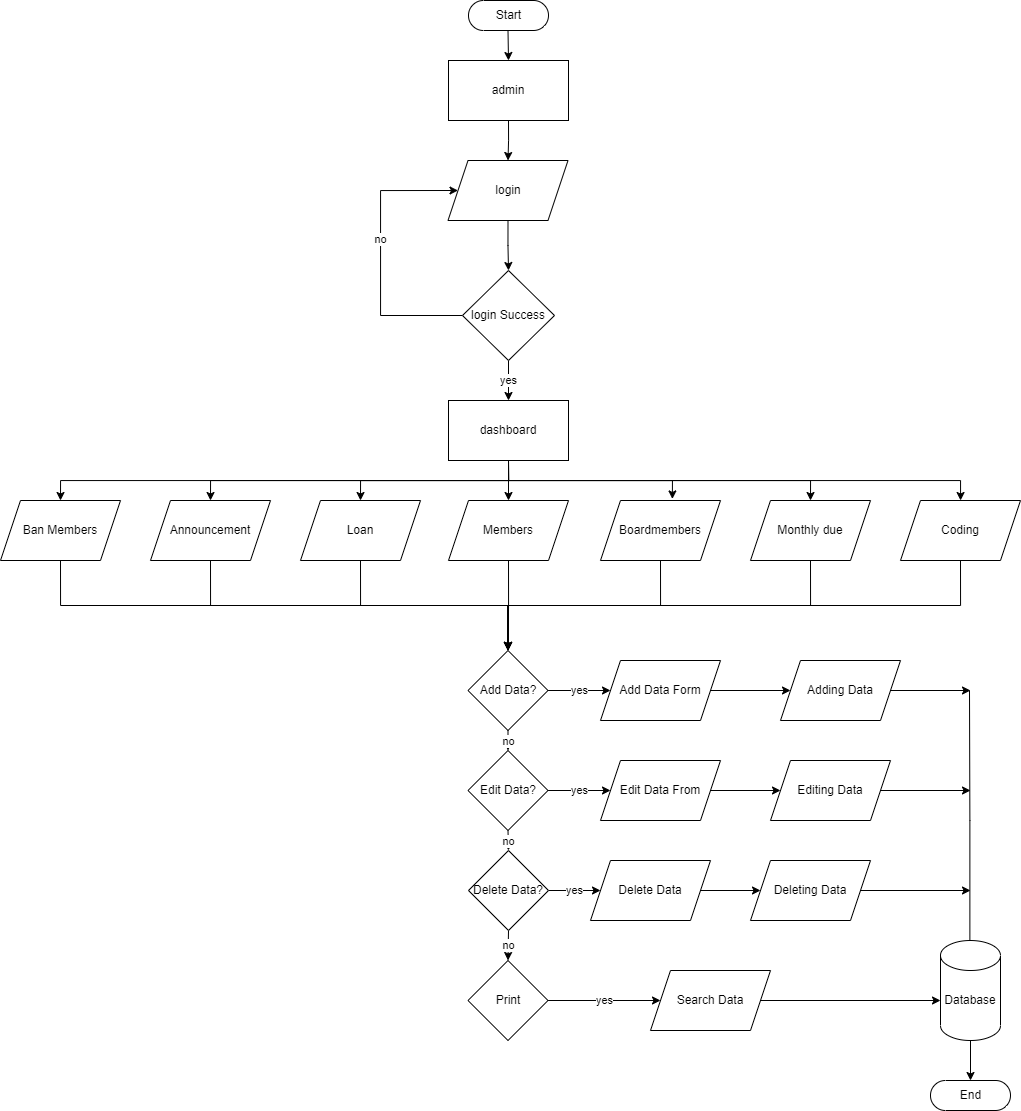 Start
admin
login
no
login Success
yes
dashboard
Ban Members
Announcement
Loan
Members
Boardmembers
Monthly due
Coding
Add Data?
yes
Add Data Form
Adding Data
no
Edit Data?
yes
Edit Data From
Editing Data
no
Delete Data?
yes
Delete Data
Deleting Data
no
Print
yes
Search Data
Database
End